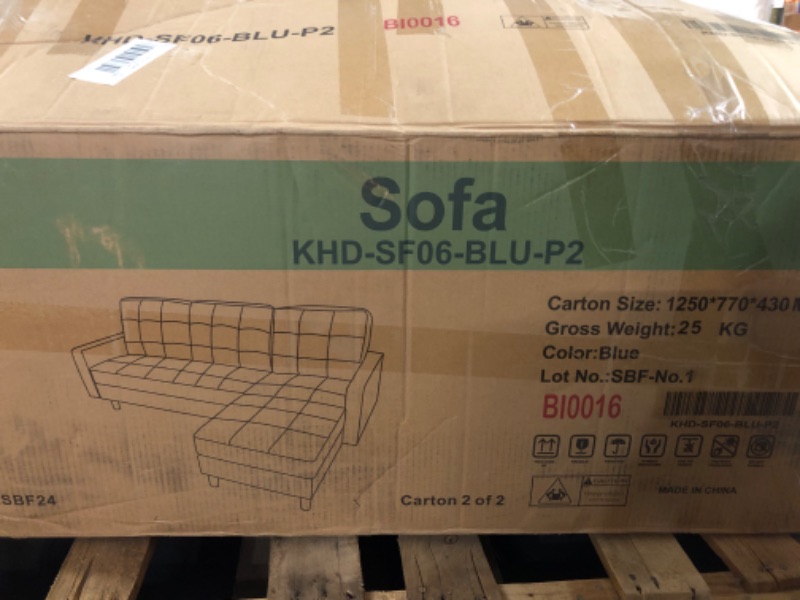 KHD-SF06-BLU-P2
BI0016
Sofa
KHD-SF06-BLU-P2
Carton Size: 1250*770*430M
Gross Weight: 25 KG
Color:Blue
Lot No.:SBF-No.1
BI0016
KHD-SF06-BLU-P2
SBF24
Carton 2 of 2
CAUTION
MADE IN CHINA